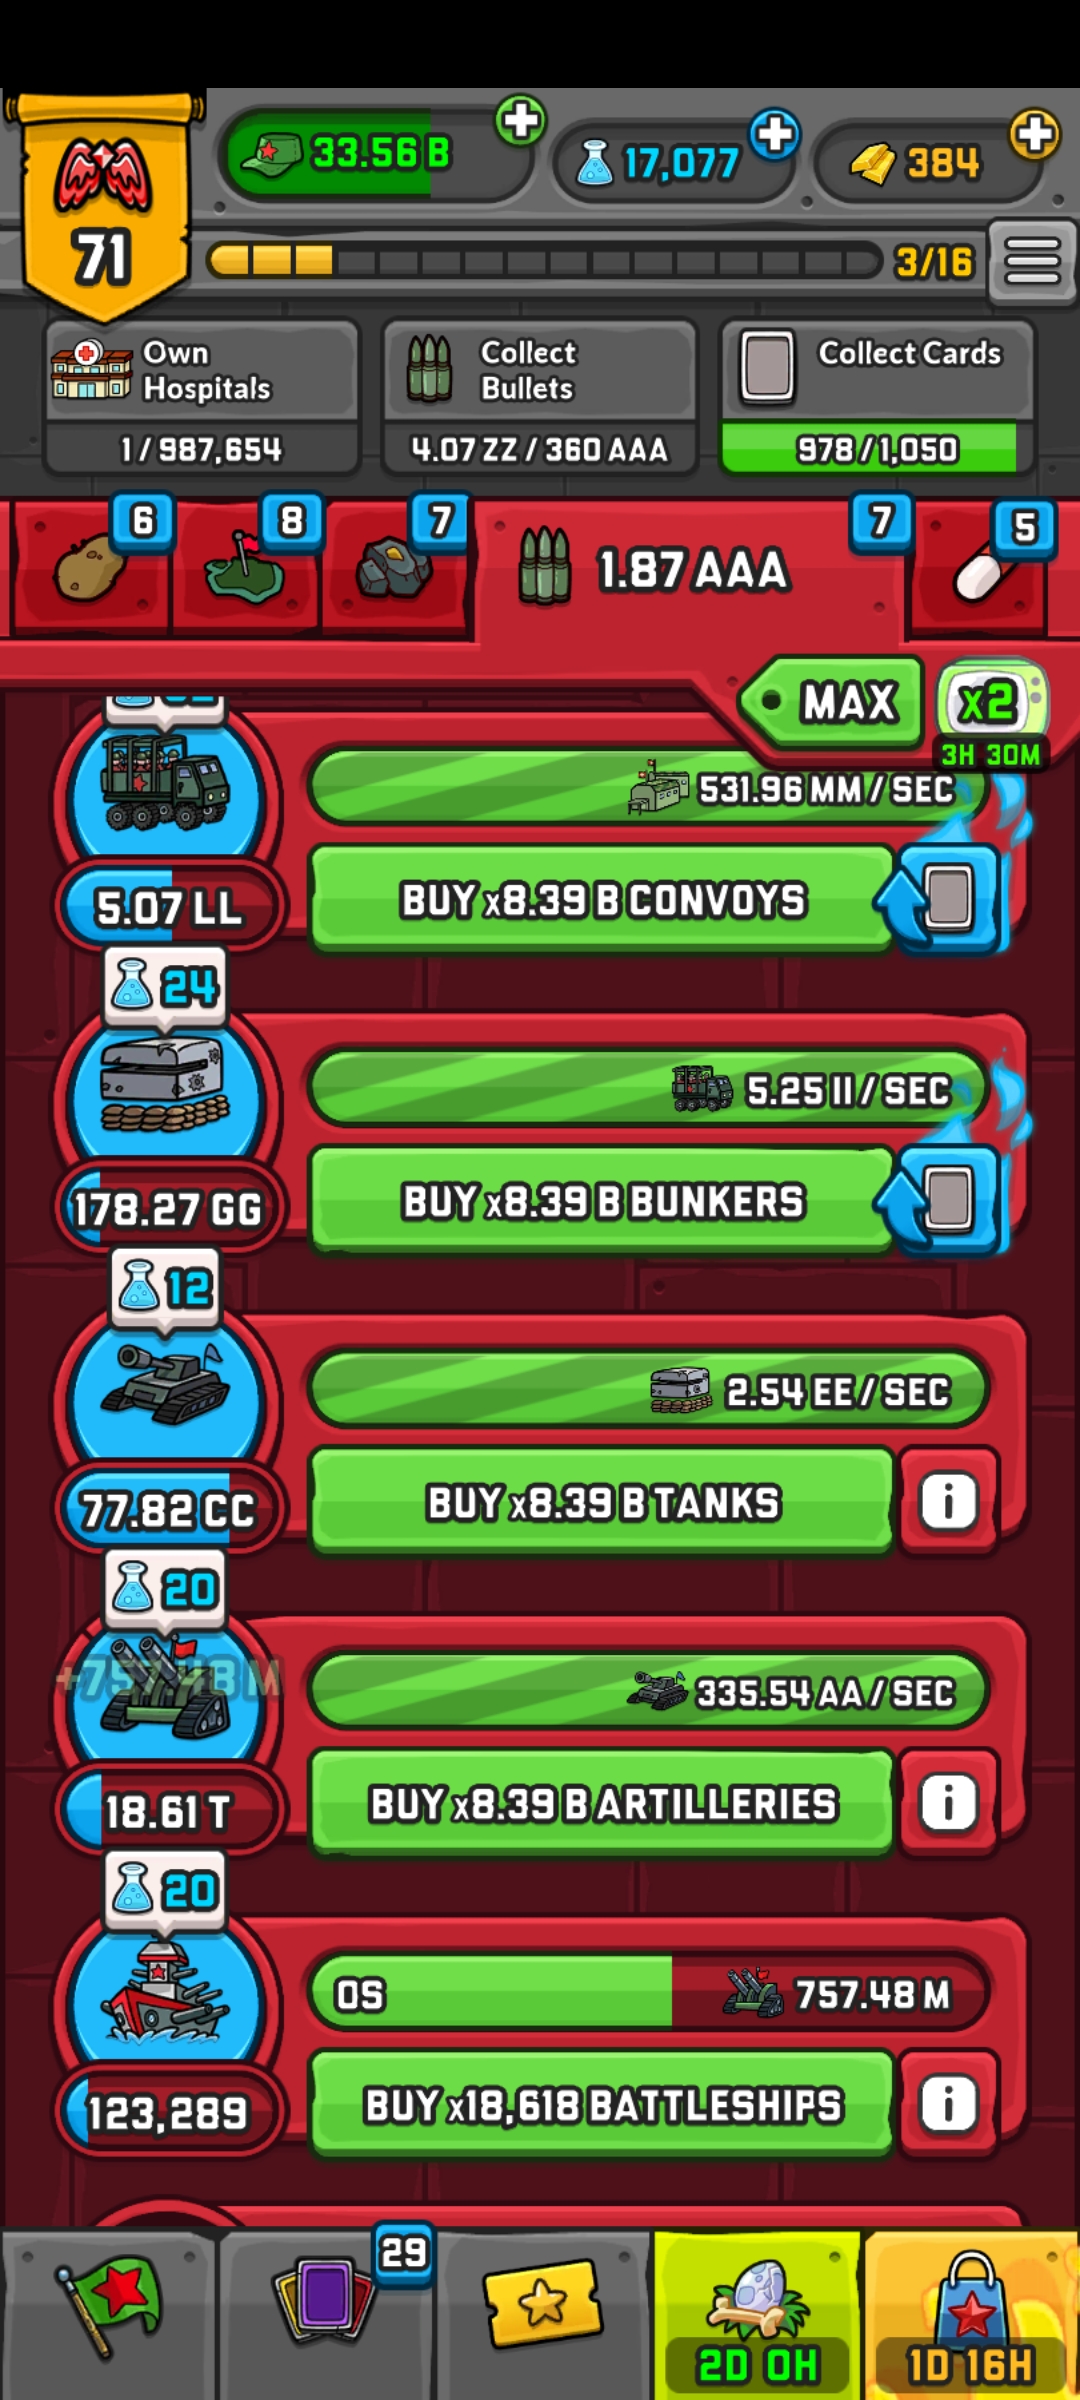 33.56 B
17,077
384
71
3/16
Own
Hospitals
1/987,654
Collect
Bullets
4.07 ZZ/360 AAA
Collect Cards
978/1,050
6
8
7
1.87 AAA
7
5
MAX
x2
3H 30M
531.96 MM/SEC
5.07 LL
BUY x8.39 B CONVOYS
24
5.25 II/SEC
178.27 GG
BUY x8.39 B BUNKERS
12
2.54 EE/SEC
77.82 CC
BUY x8.39 B TANKS
20
+757.48 M
335.54 AA/SEC
18.61 T
BUY x8.39 B ARTILLERIES
20
0S
757.48 M
123,289
BUY x18,618 BATTLESHIPS
29
2D 0H
1D 16H